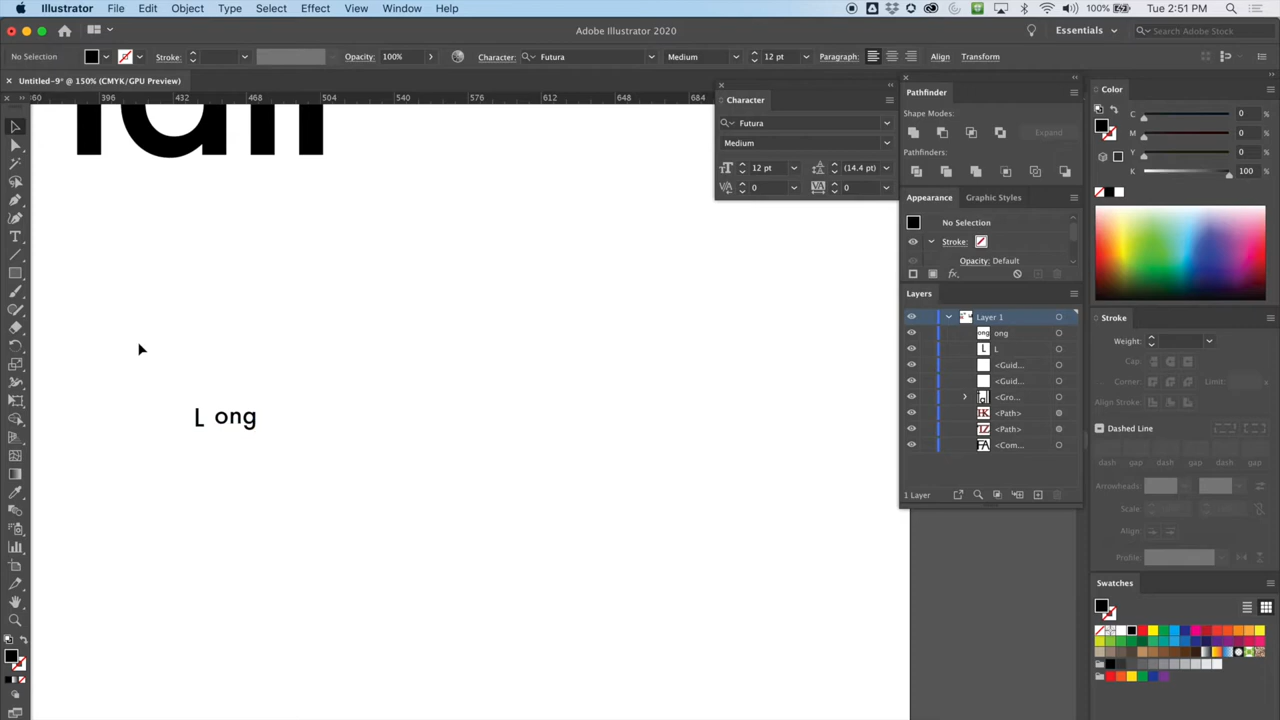 Illustrator File Edit Object Type Select Effect View Window Help 100% Tue 2:51 PM
Adobe Illustrator 2020 Essentials Search Adobe Stock
No Selection Stroke: Opacity: 100% Character: Futura Medium 12 pt Paragraph: Align Transform
Untitled-9* @ 150% (CMYK/GPU Preview)
60 396 432 468 504 540 576 612 648 684
L ong
Character
Futura
Medium
12 pt (14.4 pt)
0 0
Pathfinder
Shape Modes:
Expand
Pathfinders:
Appearance Graphic Styles
No Selection
Stroke:
Opacity: Default
Layers
Layer 1
ong ong
L L
<Guid...
<Guid...
<Gro...
<Path>
<Path>
FA <Com...
1 Layer
Color
C 0 %
M 0 %
Y 0 %
K 100 %
Stroke
Weight:
Cap:
Corner: Limit:
Align Stroke:
Dashed Line
dash gap dash gap dash gap
Arrowheads:
Scale:
Align:
Profile:
Swatches